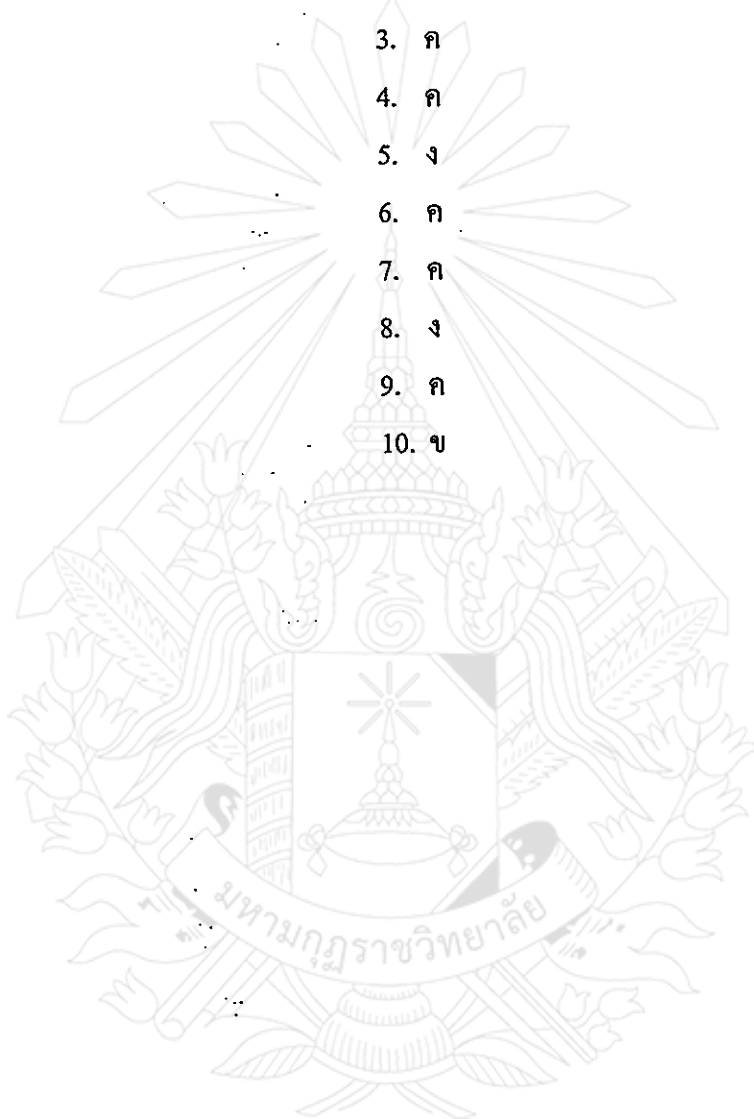 3. ค
4. ค
5. ง
6. ค
7. ค
8. ง
9. ค
10. ข
มหามกุฏราชวิทยาลัย